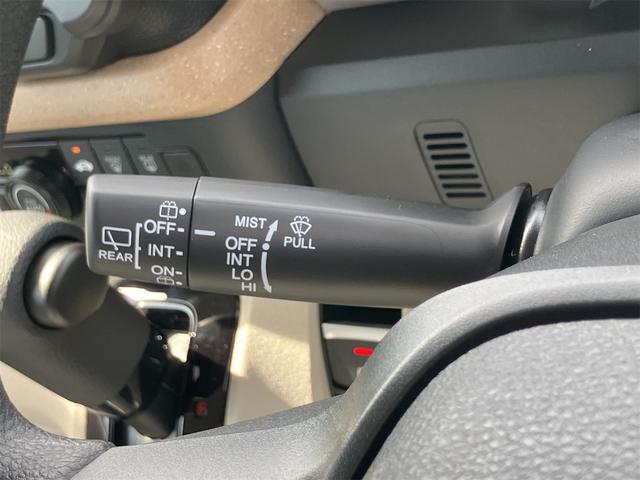 REAR
OFF
INT
ON
MIST
OFF
INT
LO
HI
PULL